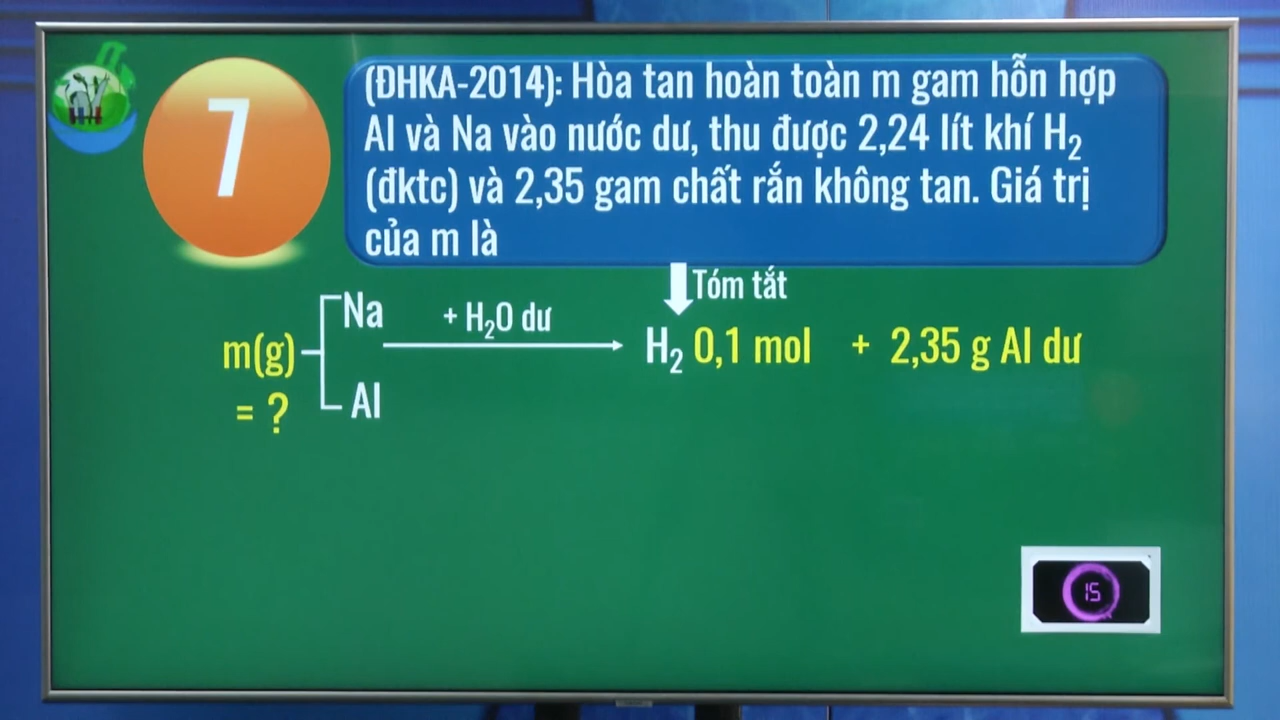 7
(ĐHKA-2014): Hòa tan hoàn toàn m gam hỗn hợp
Al và Na vào nước dư, thu được 2,24 lít khí H₂
(đktc) và 2,35 gam chất rắn không tan. Giá trị
của m là
Tóm tắt
Na
+ H₂O dư
m(g)
H₂ 0,1 mol + 2,35 g Al dư
= ?
Al
15